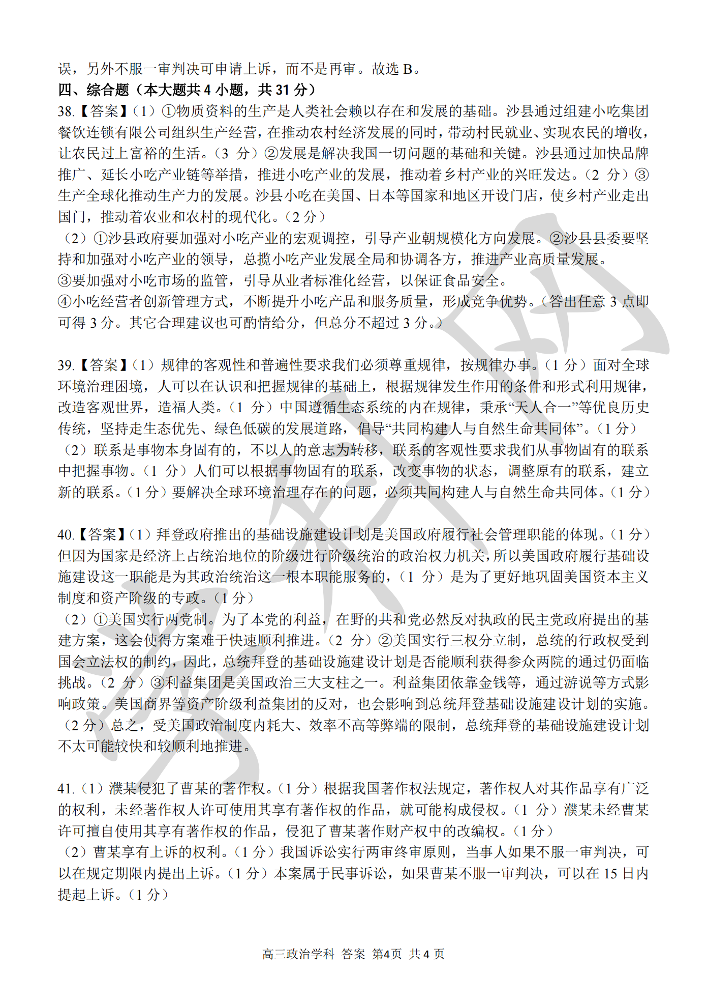 误，另外不服一审判决可申请上诉，而不是再审。故选 B。
四、综合题（本大题共 4 小题，共 31 分）
38.【答案】（1）①物质资料的生产是人类社会赖以存在和发展的基础。沙县通过组建小吃集团
餐饮连锁有限公司组织生产经营，在推动农村经济发展的同时，带动村民就业、实现农民的增收，
让农民过上富裕的生活。（3 分）②发展是解决我国一切问题的基础和关键。沙县通过加快品牌
推广、延长小吃产业链等举措，推进小吃产业的发展，推动着乡村产业的兴旺发达。（2 分）③
生产全球化推动生产力的发展。沙县小吃在美国、日本等国家和地区开设门店，使乡村产业走出
国门，推动着农业和农村的现代化。（2 分）
（2）①沙县政府要加强对小吃产业的宏观调控，引导产业朝规模化方向发展。②沙县县委要坚
持和加强对小吃产业的领导，总揽小吃产业发展全局和协调各方，推进产业高质量发展。
③要加强对小吃市场的监管，引导从业者标准化经营，以保证食品安全。
④小吃经营者创新管理方式，不断提升小吃产品和服务质量，形成竞争优势。（答出任意 3 点即
可得 3 分。其它合理建议也可酌情给分，但总分不超过 3 分。）
39.【答案】（1）规律的客观性和普遍性要求我们必须尊重规律，按规律办事。（1 分）面对全球
环境治理困境，人可以在认识和把握规律的基础上，根据规律发生作用的条件和形式利用规律，
改造客观世界，造福人类。（1 分）中国遵循生态系统的内在规律，秉承“天人合一”等优良历史
传统，坚持走生态优先、绿色低碳的发展道路，倡导“共同构建人与自然生命共同体”。（1 分）
（2）联系是事物本身固有的，不以人的意志为转移，联系的客观性要求我们从事物固有的联系
中把握事物。（1 分）人们可以根据事物固有的联系，改变事物的状态，调整原有的联系，建立
新的联系。（1 分）要解决全球环境治理存在的问题，必须共同构建人与自然生命共同体。（1 分）
40.【答案】（1）拜登政府推出的基础设施建设计划是美国政府履行社会管理职能的体现。（1 分）
但因为国家是经济上占统治地位的阶级进行阶级统治的政治权力机关，所以美国政府履行基础设
施建设这一职能是为其政治统治这一根本职能服务的，（1 分）是为了更好地巩固美国资本主义
制度和资产阶级的专政。（1 分）
（2）①美国实行两党制。为了本党的利益，在野的共和党必然反对执政的民主党政府提出的基
建方案，这会使得方案难于快速顺利推进。（2 分）②美国实行三权分立制，总统的行政权受到
国会立法权的制约，因此，总统拜登的基础设施建设计划是否能顺利获得参众两院的通过仍面临
挑战。（2 分）③利益集团是美国政治三大支柱之一。利益集团依靠金钱等，通过游说等方式影
响政策。美国商界等资产阶级利益集团的反对，也会影响到总统拜登基础设施建设计划的实施。
（2 分）总之，受美国政治制度内耗大、效率不高等弊端的限制，总统拜登的基础设施建设计划
不太可能较快和较顺利地推进。
41.（1）濮某侵犯了曹某的著作权。（1 分）根据我国著作权法规定，著作权人对其作品享有广泛
的权利，未经著作权人许可使用其享有著作权的作品，就可能构成侵权。（1 分）濮某未经曹某
许可擅自使用其享有著作权的作品，侵犯了曹某著作财产权中的改编权。（1 分）
（2）曹某享有上诉的权利。（1 分）我国诉讼实行两审终审原则，当事人如果不服一审判决，可
以在规定期限内提出上诉。（1 分）本案属于民事诉讼，如果曹某不服一审判决，可以在 15 日内
提起上诉。（1 分）
高三政治学科 答案 第4页 共 4 页
学科网